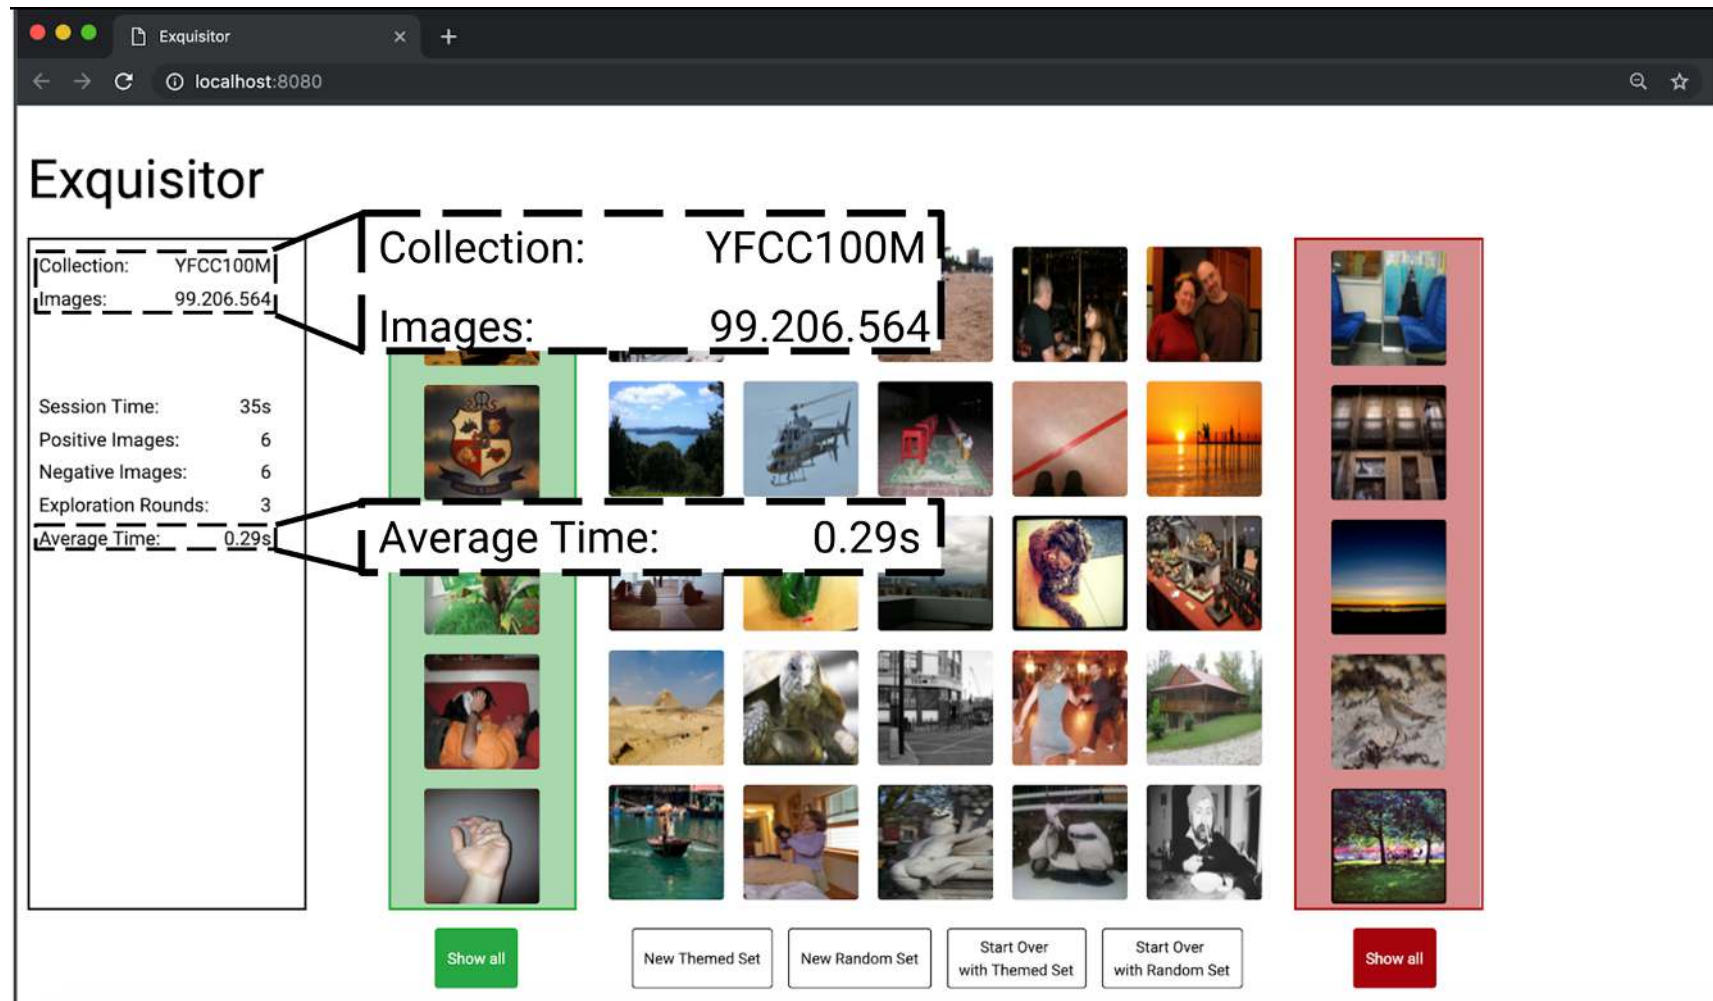 Exquisitor
localhost:8080
Exquisitor
Collection: YFCC100M
Images: 99.206.564
Session Time: 35s
Positive Images: 6
Negative Images: 6
Exploration Rounds: 3
Average Time: 0.29s
Collection: YFCC100M
Images: 99.206.564
Average Time: 0.29s
Show all
New Themed Set
New Random Set
Start Over
with Themed Set
Start Over
with Random Set
Show all